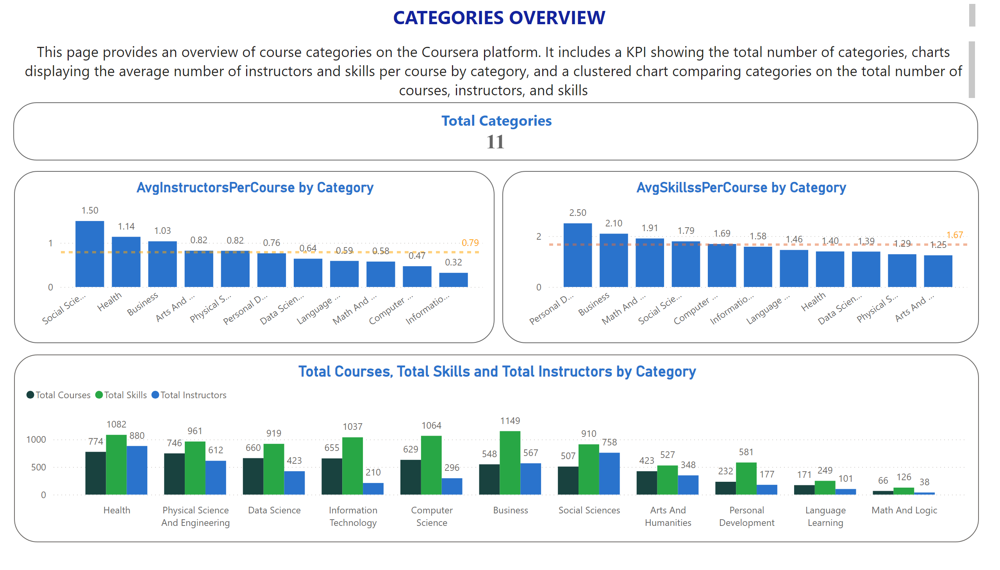 CATEGORIES OVERVIEW
This page provides an overview of course categories on the Coursera platform. It includes a KPI showing the total number of categories, charts
displaying the average number of instructors and skills per course by category, and a clustered chart comparing categories on the total number of
courses, instructors, and skills
Total Categories
11
AvgInstructorsPerCourse by Category
1.50
1.14
1.03
0.82
0.82
0.76
0.64
0.59
0.58
0.47
0.32
0.79
1
0
Social Scie...
Health
Business
Arts And ...
Physical S...
Personal D...
Data Scien...
Language ...
Math And ...
Computer ...
Informatio...
AvgSkillssPerCourse by Category
2.50
2.10
1.91
1.79
1.69
1.58
1.46
1.40
1.39
1.29
1.25
1.67
2
0
Personal D...
Business
Math And ...
Social Scie...
Computer ...
Informatio...
Language ...
Health
Data Scien...
Physical S...
Arts And ...
Total Courses, Total Skills and Total Instructors by Category
Total Courses Total Skills Total Instructors
1000
500
0
774 1082 880
746 961 612
660 919 423
655 1037 210
629 1064 296
548 1149 567
507 910 758
423 527 348
232 581 177
171 249 101
66 126 38
Health
Physical Science
And Engineering
Data Science
Information
Technology
Computer
Science
Business
Social Sciences
Arts And
Humanities
Personal
Development
Language
Learning
Math And Logic